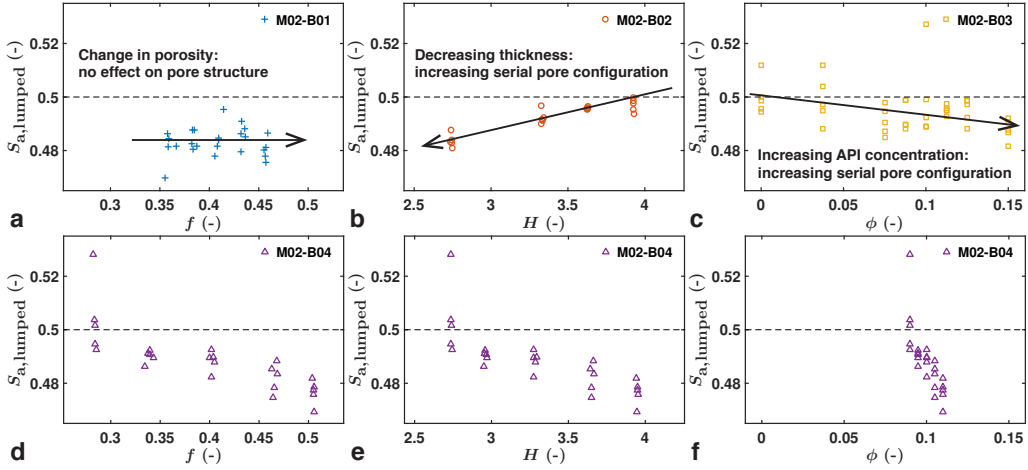 M02-B01
Change in porosity:
no effect on pore structure
S_a,lumped (-)
0.52
0.5
0.48
0.3 0.35 0.4 0.45 0.5
a
f (-)
M02-B02
Decreasing thickness:
increasing serial pore configuration
S_a,lumped (-)
0.52
0.5
0.48
2.5 3 3.5 4
b
H (-)
M02-B03
S_a,lumped (-)
0.52
0.5
0.48
Increasing API concentration:
increasing serial pore configuration
0 0.05 0.1 0.15
c
ϕ (-)
M02-B04
S_a,lumped (-)
0.52
0.5
0.48
0.3 0.35 0.4 0.45 0.5
d
f (-)
M02-B04
S_a,lumped (-)
0.52
0.5
0.48
2.5 3 3.5 4
e
H (-)
M02-B04
S_a,lumped (-)
0.52
0.5
0.48
0 0.05 0.1 0.15
f
ϕ (-)